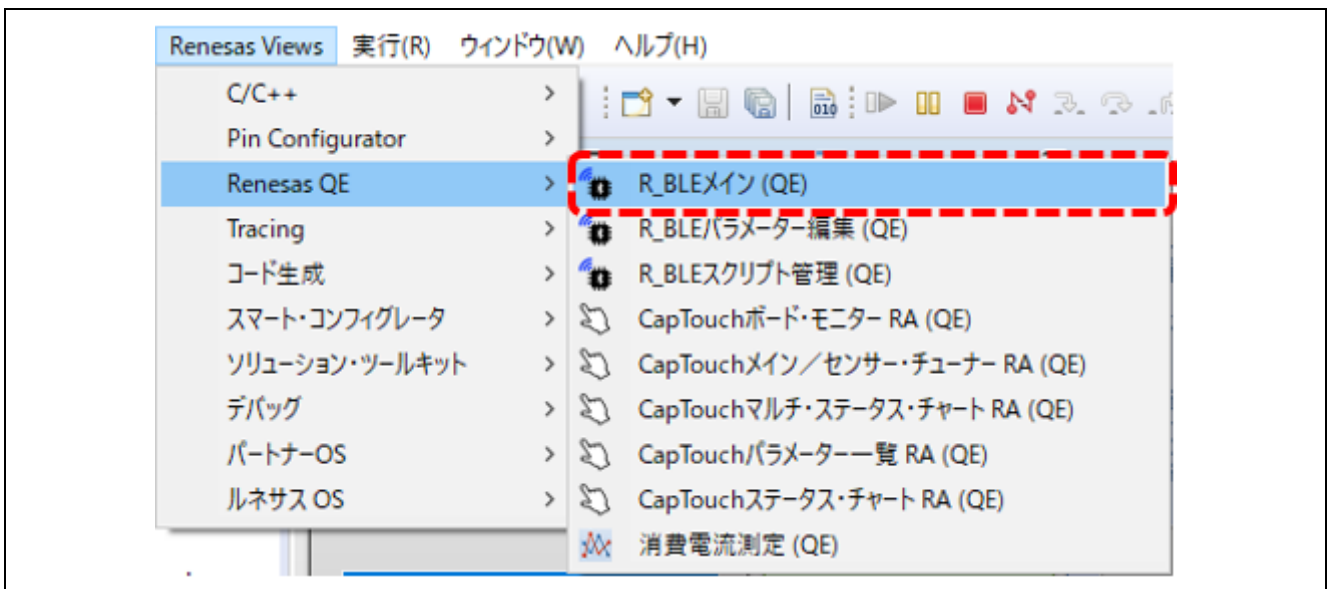 Renesas Views 実行(R) ウィンドウ(W) ヘルプ(H)
C/C++
Pin Configurator
Renesas QE
Tracing
コード生成
スマート・コンフィグレータ
ソリューション・ツールキット
デバッグ
パートナーOS
ルネサス OS
010
R_BLEメイン (QE)
R_BLEパラメーター編集 (QE)
R_BLEスクリプト管理 (QE)
CapTouchボード・モニター RA (QE)
CapTouchメイン／センサー・チューナー RA (QE)
CapTouchマルチ・ステータス・チャート RA (QE)
CapTouchパラメーター一覧 RA (QE)
CapTouchステータス・チャート RA (QE)
消費電流測定 (QE)